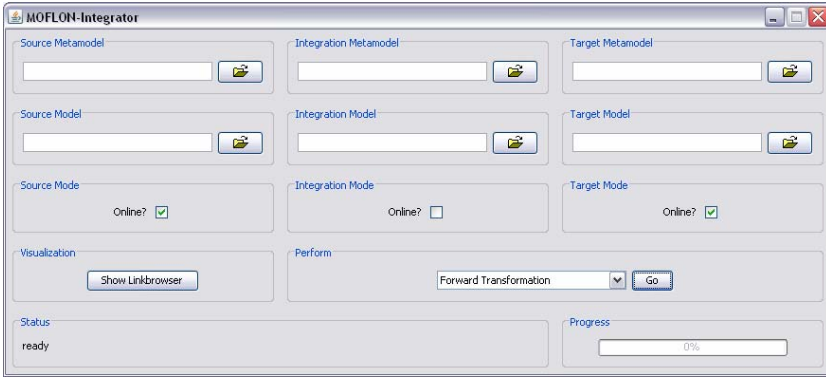 MOFLON-Integrator
Source Metamodel Integration Metamodel Target Metamodel
Source Model Integration Model Target Model
Source Mode Integration Mode Target Mode
Online? Online? Online?
Visualization Perform
Show Linkbrowser Forward Transformation Go
Status Progress
ready 0%